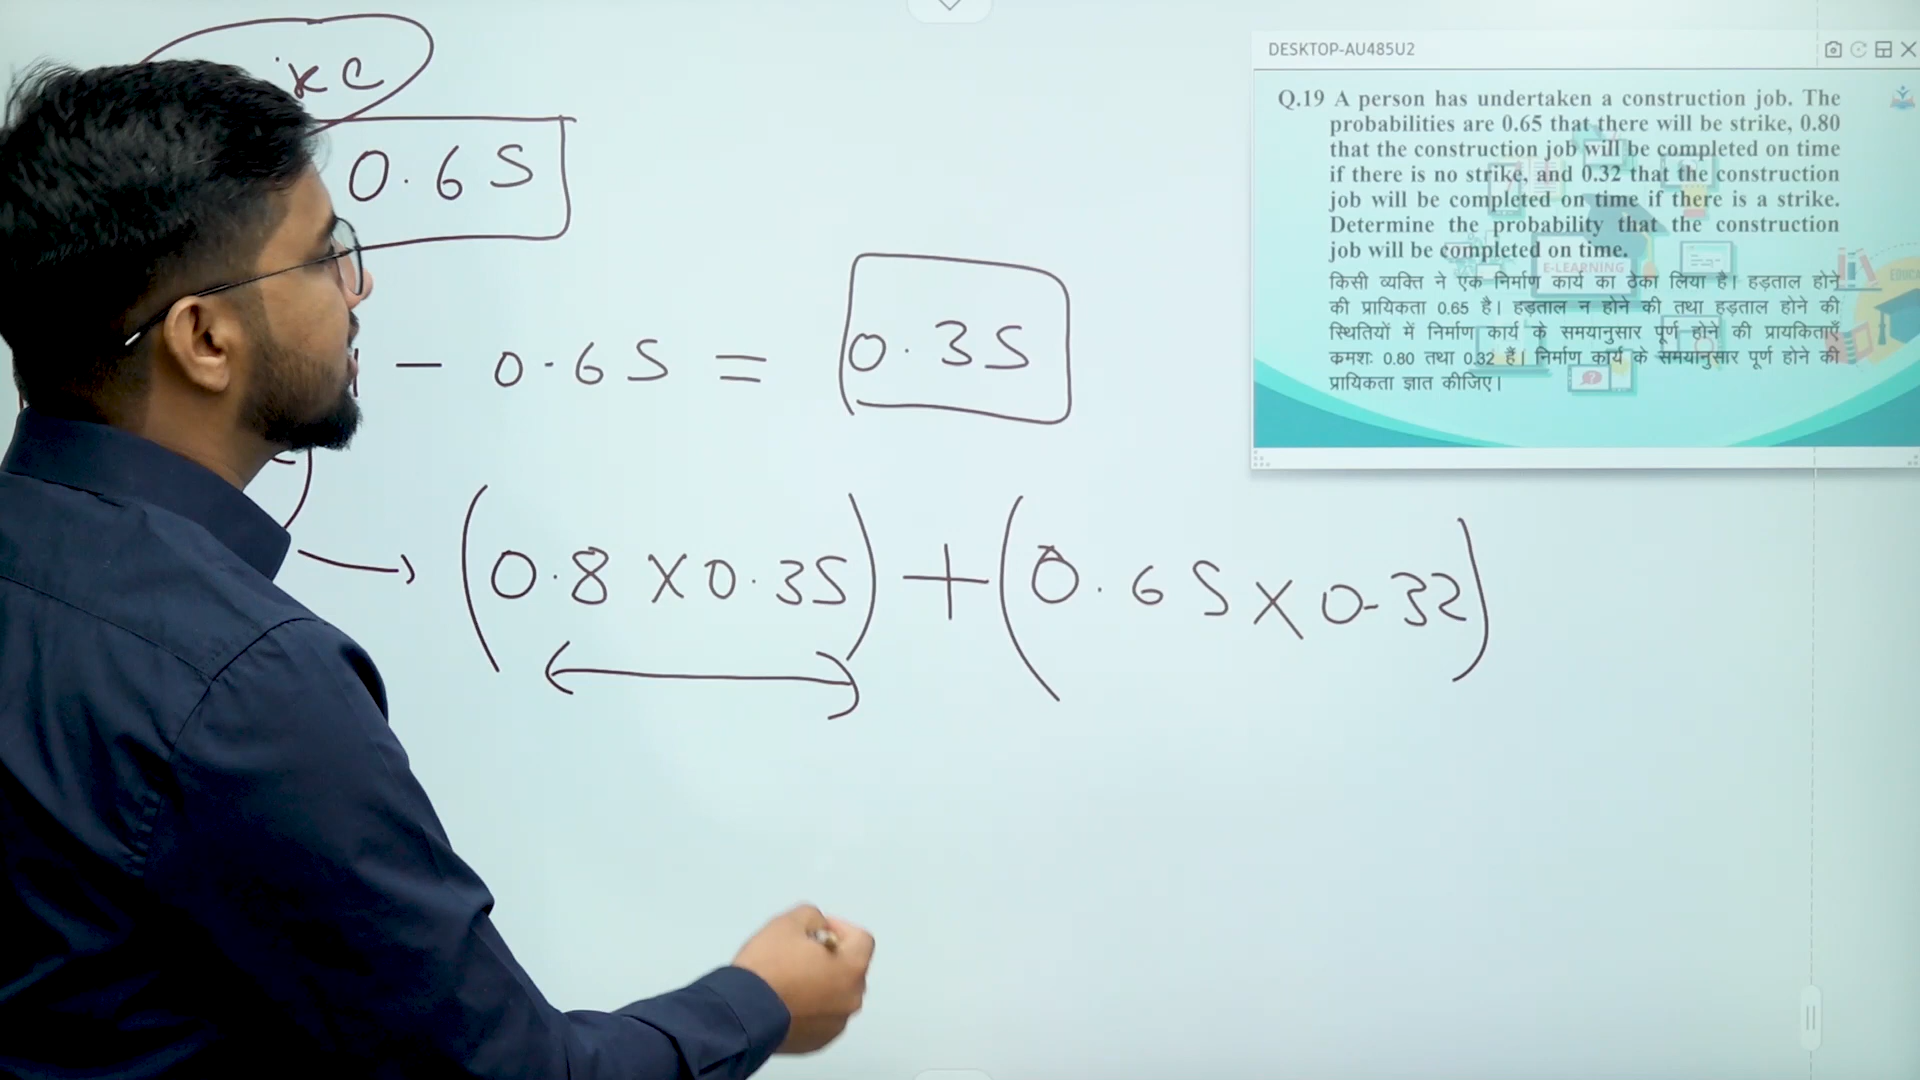 ike
0.65
- 0.65 = 0.35
→ (0.8 X 0.35) + (0.65 X 0.32)
DESKTOP-AU485U2
Q.19 A person has undertaken a construction job. The
probabilities are 0.65 that there will be strike, 0.80
that the construction job will be completed on time
if there is no strike, and 0.32 that the construction
job will be completed on time if there is a strike.
Determine the probability that the construction
job will be completed on time.
किसी व्यक्ति ने एक निर्माण कार्य का ठेका लिया है। हड़ताल होने
की प्रायिकता 0.65 है। हड़ताल न होने की तथा हड़ताल होने की
स्थितियों में निर्माण कार्य के समयानुसार पूर्ण होने की प्रायकिताएँ
क्रमशः 0.80 तथा 0.32 हैं। निर्माण कार्य के समयानुसार पूर्ण होने की
प्रायिकता ज्ञात कीजिए।
E-LEARNING
EDUCA